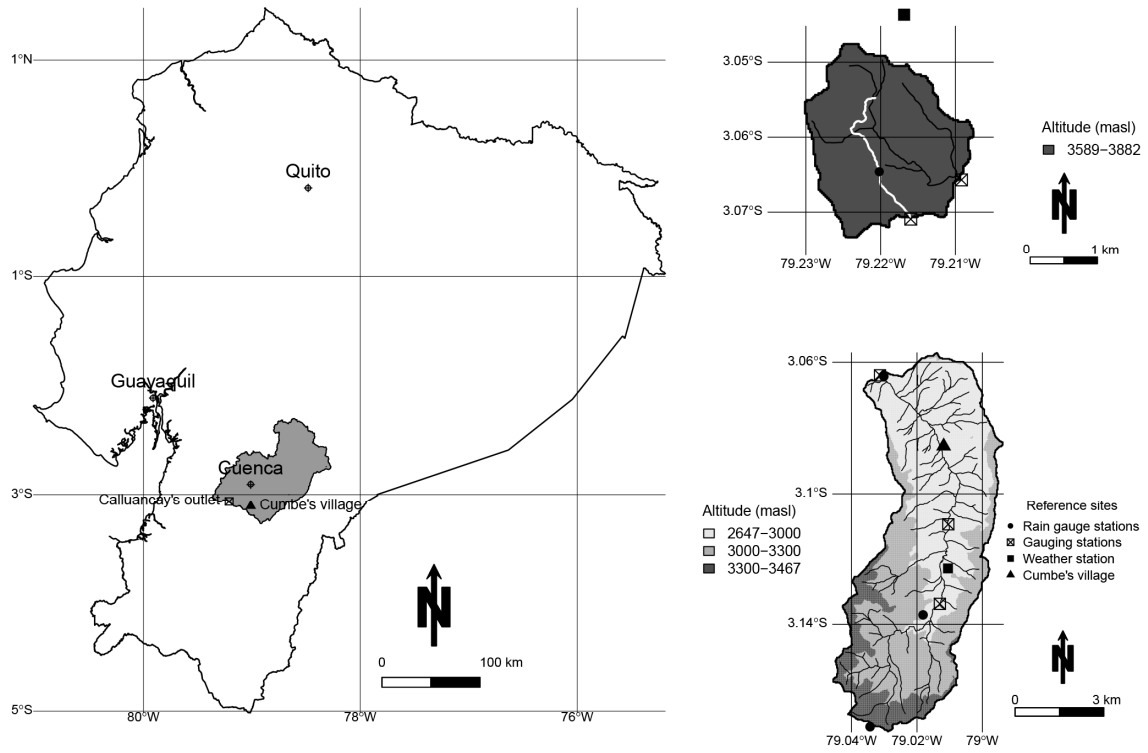 1°N
Quito
1°S
Guayaquil
Cuenca
3°S
Calluancay's outlet
Cumbe's village
N
0 100 km
5°S
80°W 78°W 76°W
3.05°S
3.06°S
3.07°S
79.23°W 79.22°W 79.21°W
Altitude (masl)
3589−3882
N
0 1 km
3.06°S
3.1°S
3.14°S
79.04°W 79.02°W 79°W
Altitude (masl)
2647−3000
3000−3300
3300−3467
Reference sites
Rain gauge stations
Gauging stations
Weather station
Cumbe's village
N
0 3 km